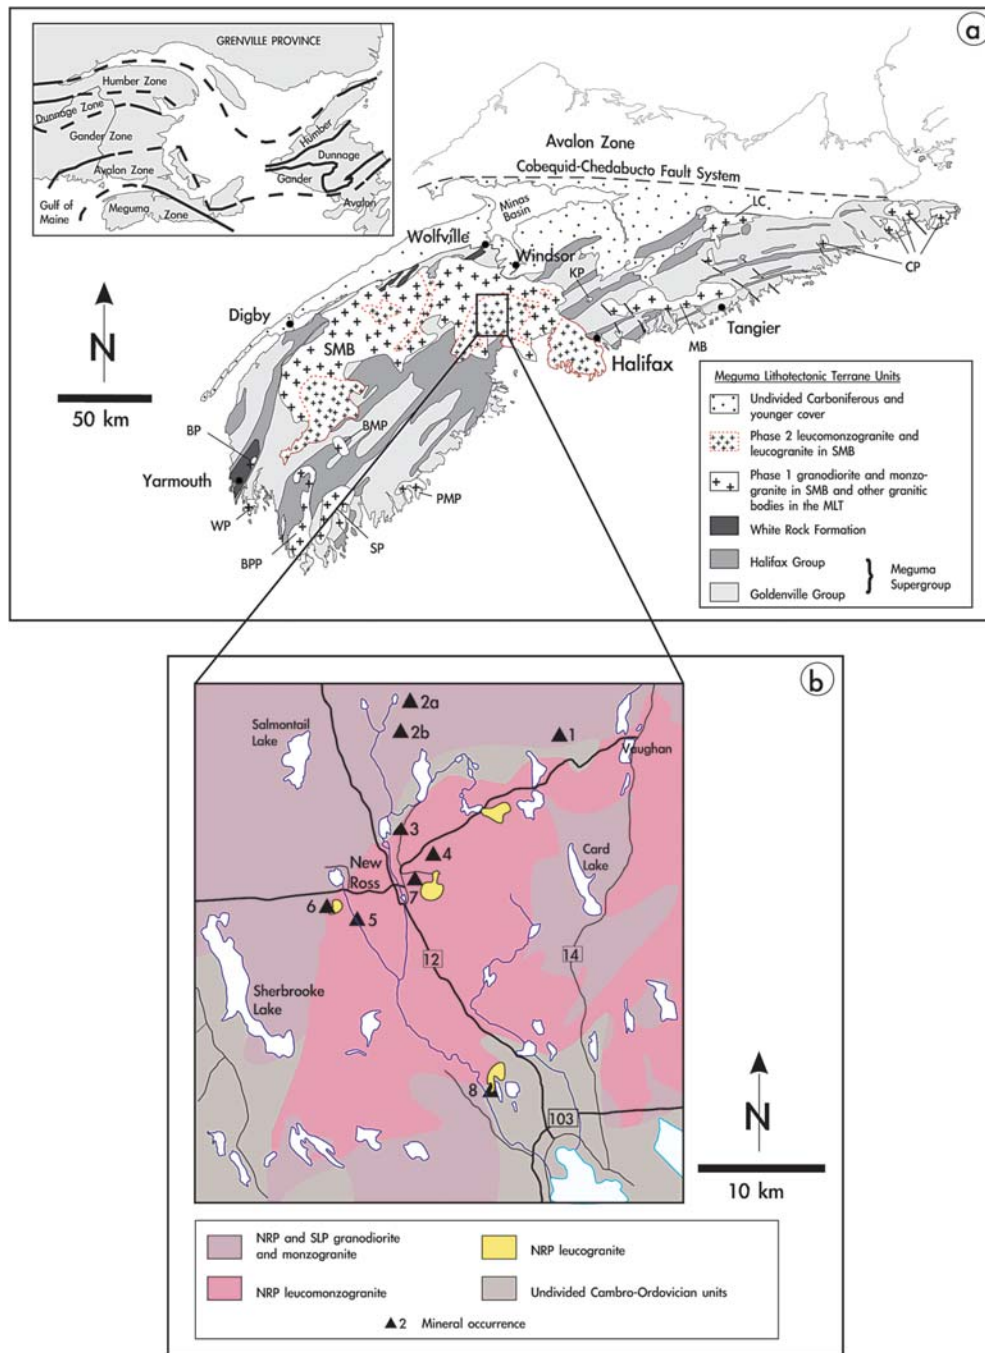 a
GRENVILLE PROVINCE
Humber Zone
Dunnage Zone
Gander Zone
Avalon Zone
Gulf of
Maine
Meguma
Zone
Humber
Dunnage
Gander
Avalon
Avalon Zone
Cobequid-Chedabucto Fault System
Minas
Basin
LC
Wolfville
Windsor
KP
CP
Digby
N
SMB
Tangier
MB
Halifax
50 km
BMP
BP
Yarmouth
PMP
WP
SP
BPP
Meguma Lithotectonic Terrane Units
Undivided Carboniferous and
younger cover
Phase 2 leucomonzogranite and
leucogranite in SMB
Phase 1 granodiorite and monzo-
granite in SMB and other granitic
bodies in the MLT
White Rock Formation
Halifax Group
Goldenville Group
} Meguma
Supergroup
b
2a
2b
1
Salmontail
Lake
Vaughan
3
4
New
Ross
Card
Lake
7
6
5
12
14
Sherbrooke
Lake
8
103
N
10 km
NRP and SLP granodiorite
and monzogranite
NRP leucogranite
NRP leucomonzogranite
Undivided Cambro-Ordovician units
▲2 Mineral occurrence